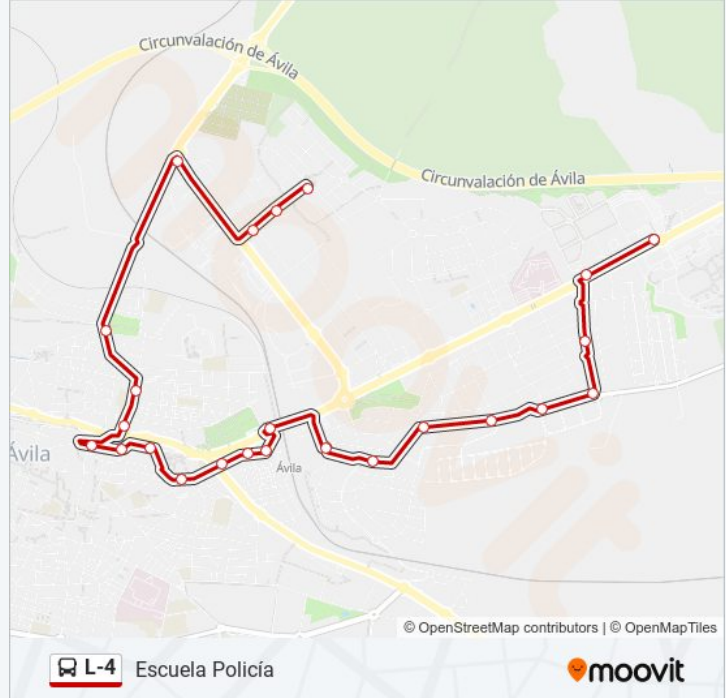 Circunvalación de Ávila
Circunvalación de Ávila
Ávila
Ávila
© OpenStreetMap contributors | © OpenMapTiles
L-4 Escuela Policía
moovit